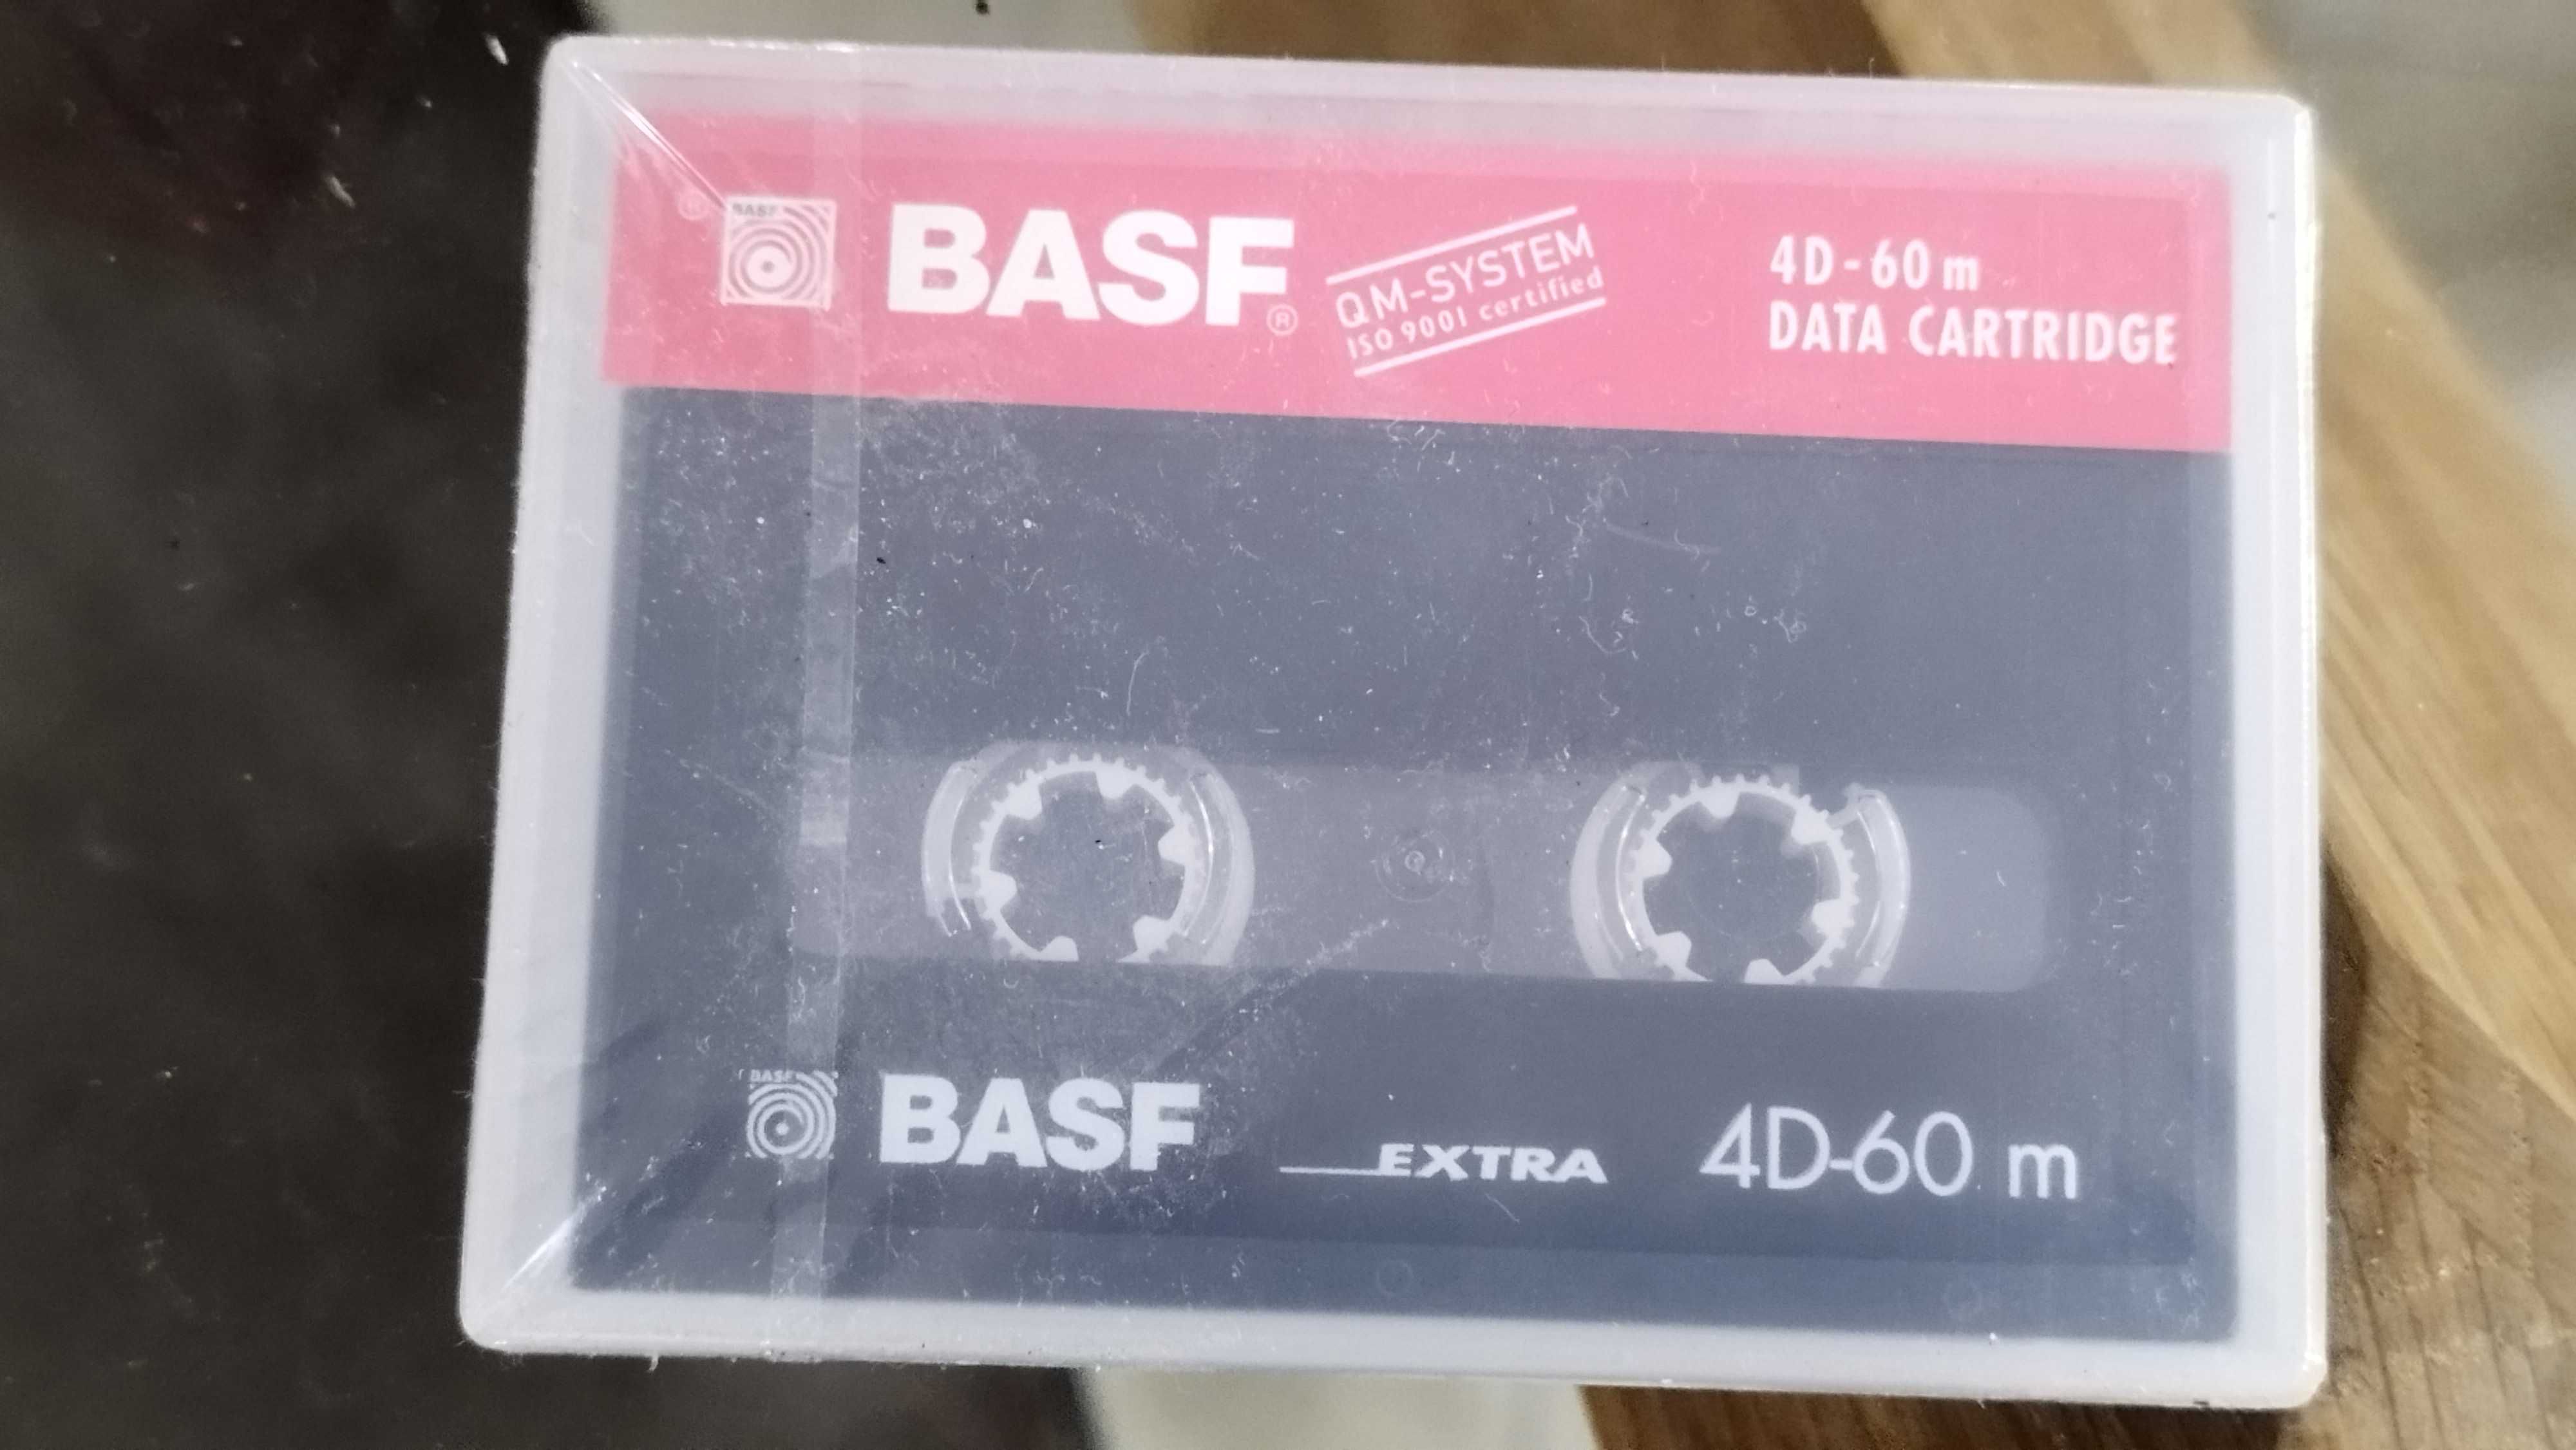 ®
BASF
BASF®
QM-SYSTEM
ISO 9001 certified
4D-60 m
DATA CARTRIDGE
BASF
BASF
EXTRA
4D-60 m